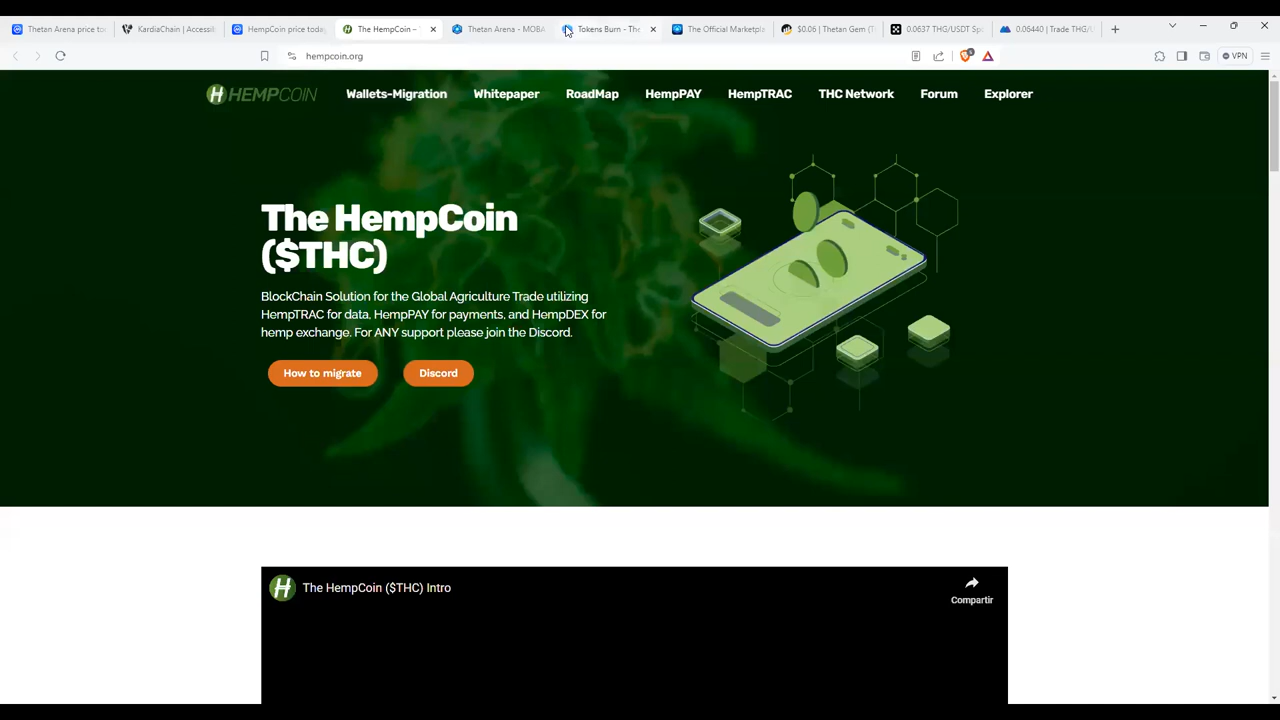 Thetan Arena price to
KardiaChain | Accessib
HempCoin price today
The HempCoin –
Thetan Arena - MOBA
Tokens Burn - The
The Official Marketpla
$0.06 | Thetan Gem (T
0.0637 THG/USDT Sp
0.06440 | Trade THG/
hempcoin.org
VPN
HEMPCOIN
Wallets-Migration
Whitepaper
RoadMap
HempPAY
HempTRAC
THC Network
Forum
Explorer
The HempCoin
($THC)
BlockChain Solution for the Global Agriculture Trade utilizing
HempTRAC for data, HempPAY for payments, and HempDEX for
hemp exchange. For ANY support please join the Discord.
How to migrate
Discord
The HempCoin ($THC) Intro
Compartir